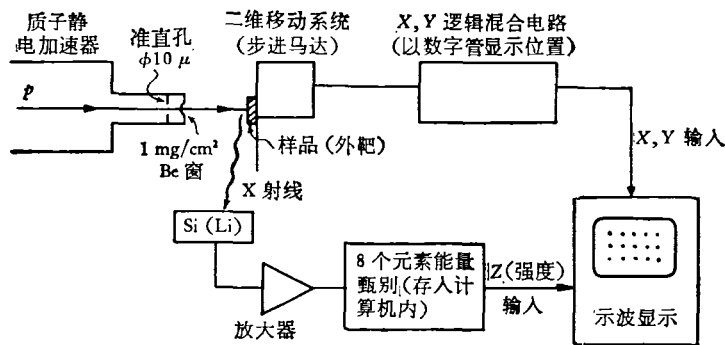 质子静
电加速器
准直孔
φ10 μ
二维移动系统
(步进马达)
X, Y 逻辑混合电路
(以数字管显示位置)
p
1 mg/cm²
Be 窗
样品(外靶)
X 射线
X, Y 输入
Si (Li)
放大器
8 个元素能量
甄别(存入计
算机内)
Z(强度)
输入
示波显示